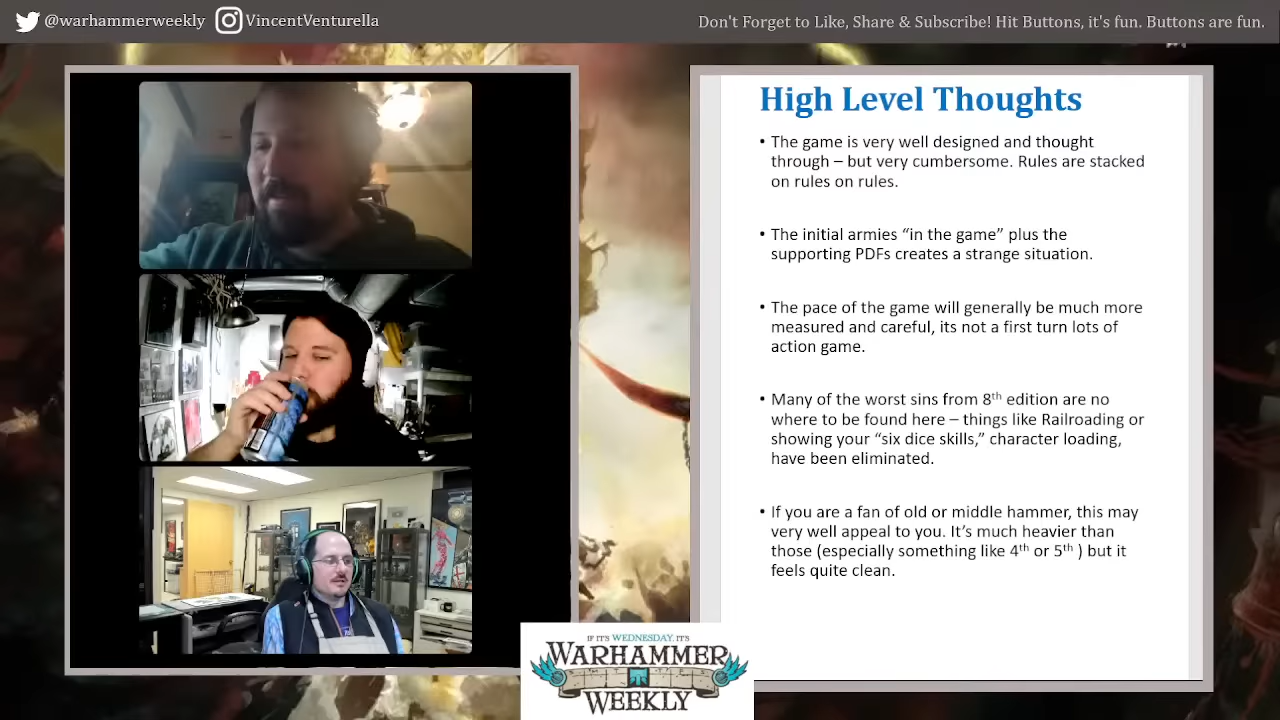 @warhammerweekly VincentVenturella
Don't Forget to Like, Share & Subscribe! Hit Buttons, it's fun. Buttons are fun.
High Level Thoughts
• The game is very well designed and thought
through – but very cumbersome. Rules are stacked
on rules on rules.
• The initial armies “in the game” plus the
supporting PDFs creates a strange situation.
• The pace of the game will generally be much more
measured and careful, its not a first turn lots of
action game.
• Many of the worst sins from 8th edition are no
where to be found here – things like Railroading or
showing your “six dice skills,” character loading,
have been eliminated.
• If you are a fan of old or middle hammer, this may
very well appeal to you. It’s much heavier than
those (especially something like 4th or 5th ) but it
feels quite clean.
IF IT'S WEDNESDAY, IT'S
WARHAMMER
WEEKLY